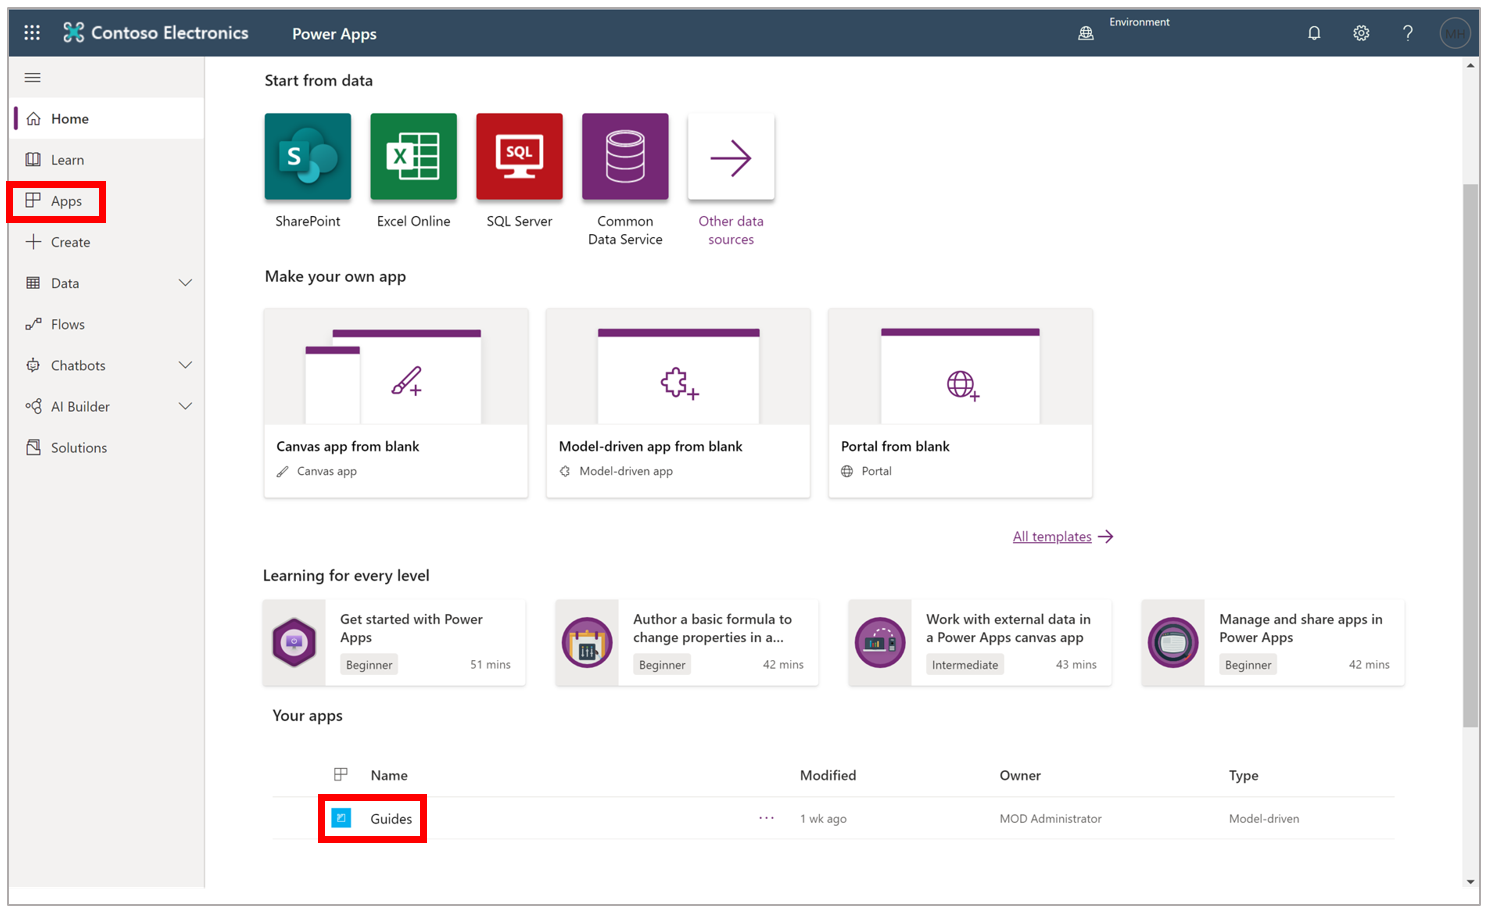 Contoso Electronics
Power Apps
Environment
MH
Home
Learn
Apps
Create
Data
Flows
Chatbots
AI Builder
Solutions
Start from data
S
X
SQL
SharePoint
Excel Online
SQL Server
Common
Data Service
Other data
sources
Make your own app
Canvas app from blank
Canvas app
Model-driven app from blank
Model-driven app
Portal from blank
Portal
All templates
Learning for every level
Get started with Power
Apps
Beginner
51 mins
Author a basic formula to
change properties in a...
Beginner
42 mins
Work with external data in
a Power Apps canvas app
Intermediate
43 mins
Manage and share apps in
Power Apps
Beginner
42 mins
Your apps
Name
Modified
Owner
Type
Guides
...
1 wk ago
MOD Administrator
Model-driven